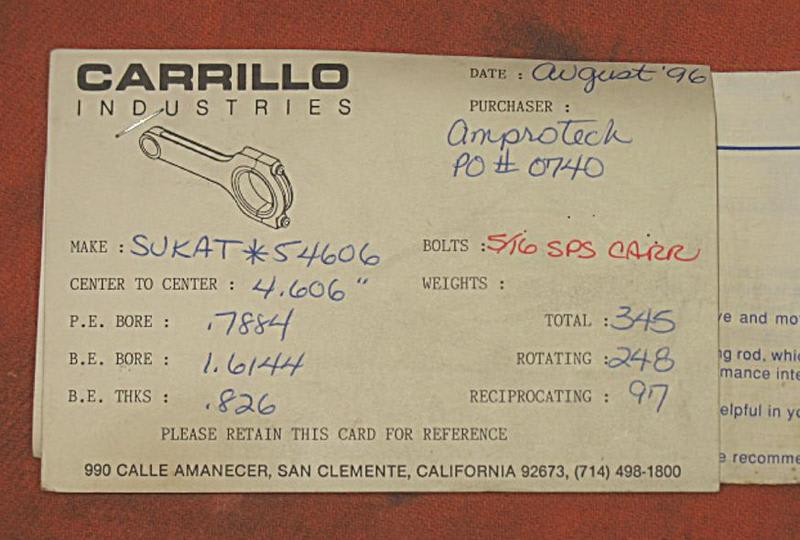 CARRILLO
INDUSTRIES
DATE : August '96
PURCHASER :
Amprotech
PO # 0740
MAKE : SUKAT*54606
BOLTS : 5/16 SPS CARR
CENTER TO CENTER : 4.606"
WEIGHTS :
P.E. BORE : .7884
TOTAL : 345
B.E. BORE : 1.6144
ROTATING : 248
B.E. THKS : .826
RECIPROCATING : 97
PLEASE RETAIN THIS CARD FOR REFERENCE
990 CALLE AMANECER, SAN CLEMENTE, CALIFORNIA 92673, (714) 498-1800
e and mo
g rod, whic
mance inte
elpful in yo
e recomme